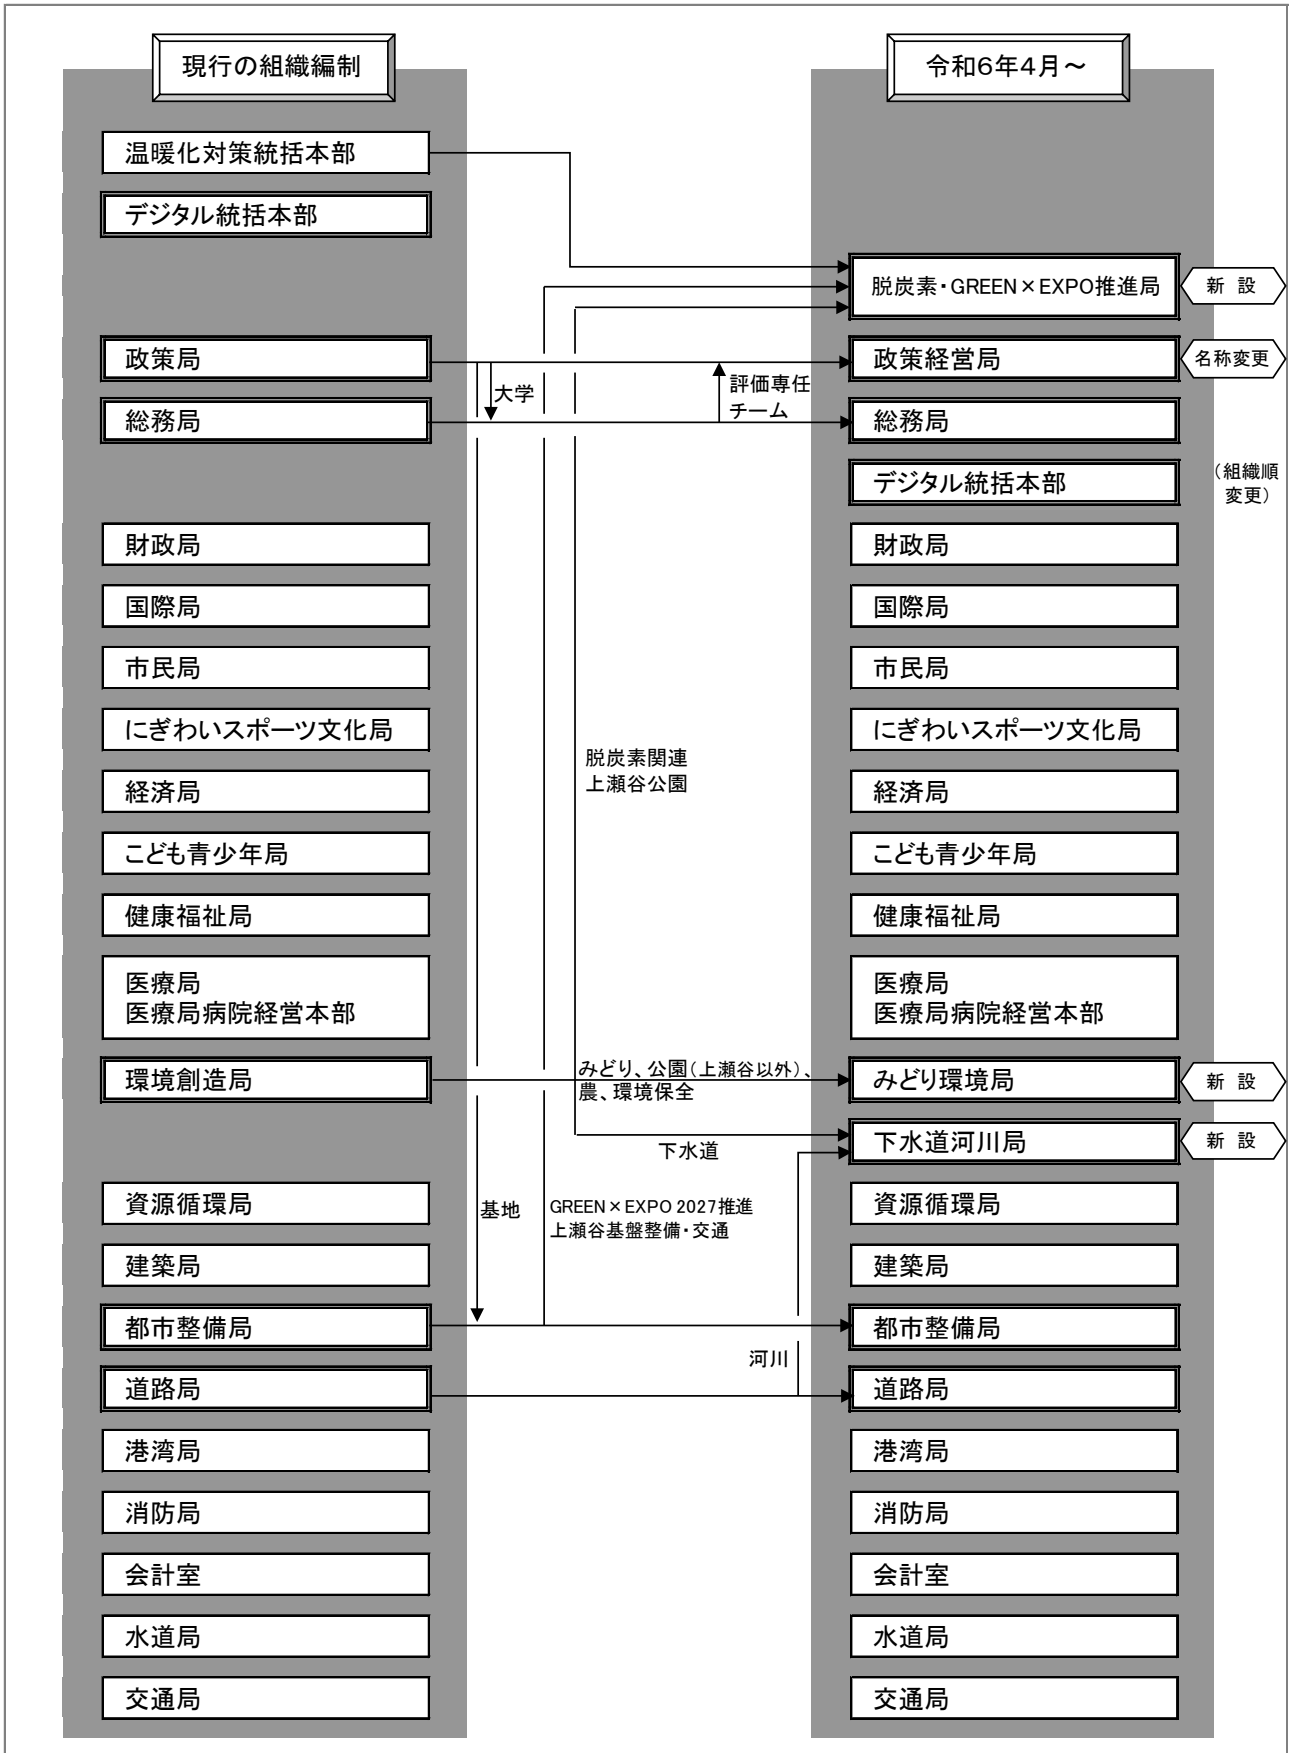 現行の組織編制
令和6年4月～
温暖化対策統括本部
デジタル統括本部
脱炭素・GREEN×EXPO推進局
新 設
政策局
政策経営局
名称変更
大学
評価専任
チーム
総務局
総務局
デジタル統括本部
（組織順
変更）
財政局
財政局
国際局
国際局
市民局
市民局
にぎわいスポーツ文化局
にぎわいスポーツ文化局
脱炭素関連
上瀬谷公園
経済局
経済局
こども青少年局
こども青少年局
健康福祉局
健康福祉局
医療局
医療局病院経営本部
医療局
医療局病院経営本部
環境創造局
みどり、公園（上瀬谷以外）、
農、環境保全
みどり環境局
新 設
下水道
下水道河川局
新 設
資源循環局
基地
GREEN×EXPO 2027推進
上瀬谷基盤整備・交通
資源循環局
建築局
建築局
都市整備局
都市整備局
河川
道路局
道路局
港湾局
港湾局
消防局
消防局
会計室
会計室
水道局
水道局
交通局
交通局